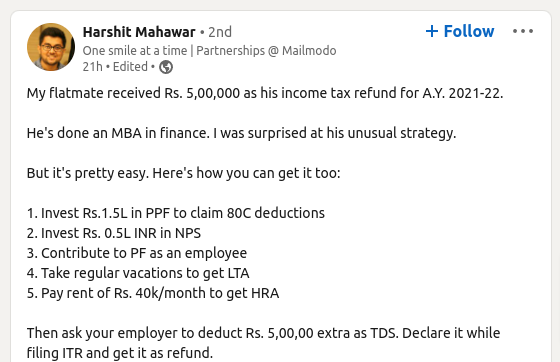 Harshit Mahawar • 2nd
+ Follow •••
One smile at a time | Partnerships @ Mailmodo
21h • Edited •
My flatmate received Rs. 5,00,000 as his income tax refund for A.Y. 2021-22.
He's done an MBA in finance. I was surprised at his unusual strategy.
But it's pretty easy. Here's how you can get it too:
1. Invest Rs.1.5L in PPF to claim 80C deductions
2. Invest Rs. 0.5L INR in NPS
3. Contribute to PF as an employee
4. Take regular vacations to get LTA
5. Pay rent of Rs. 40k/month to get HRA
Then ask your employer to deduct Rs. 5,00,00 extra as TDS. Declare it while
filing ITR and get it as refund.